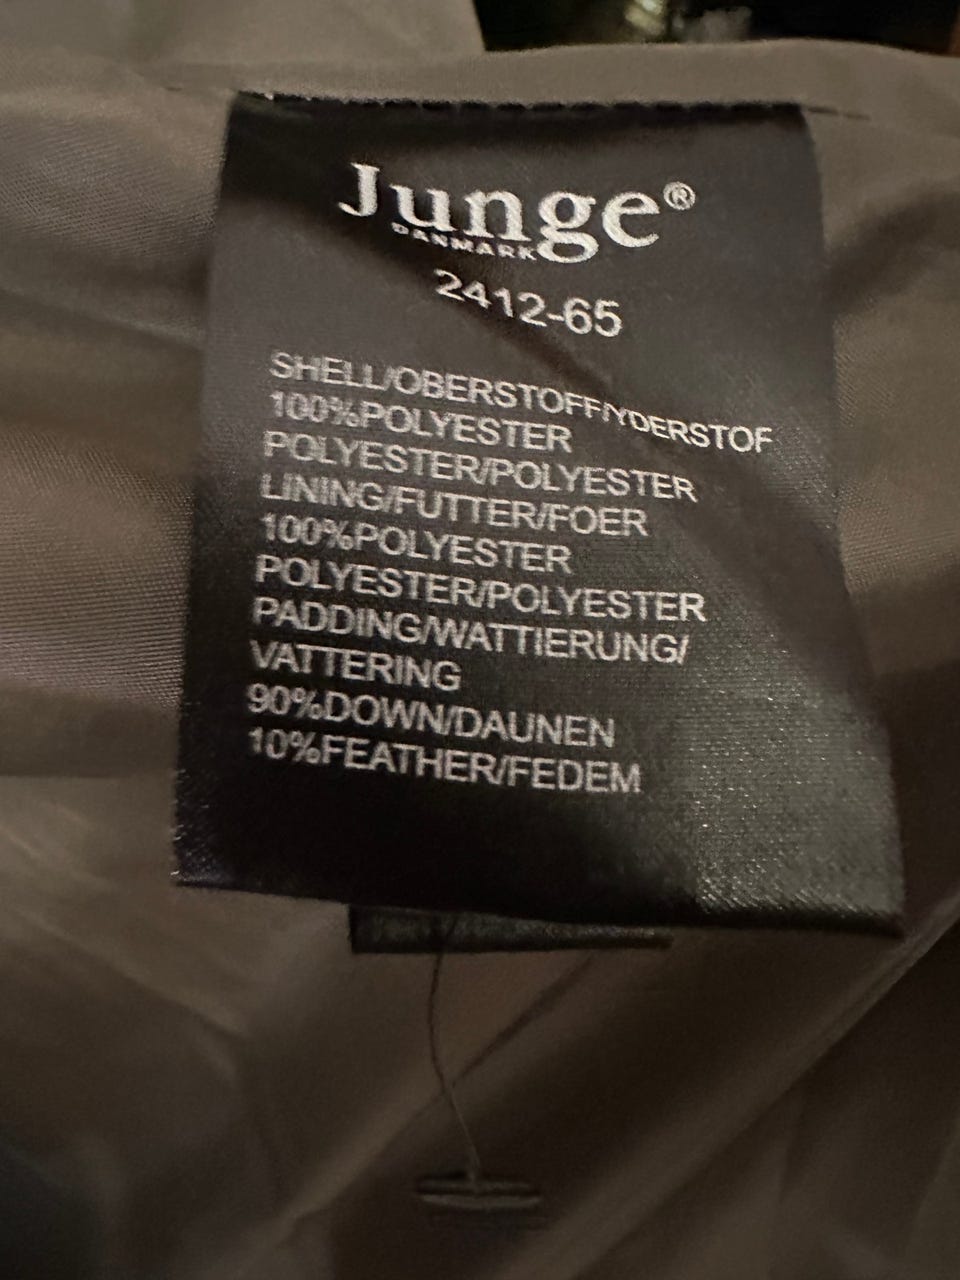 Junge®
DANMARK
2412-65
SHELL/OBERSTOFF/YDERSTOF
100%POLYESTER
POLYESTER/POLYESTER
LINING/FUTTER/FOER
100%POLYESTER
POLYESTER/POLYESTER
PADDING/WATTIERUNG/
VATTERING
90%DOWN/DAUNEN
10%FEATHER/FEDEM